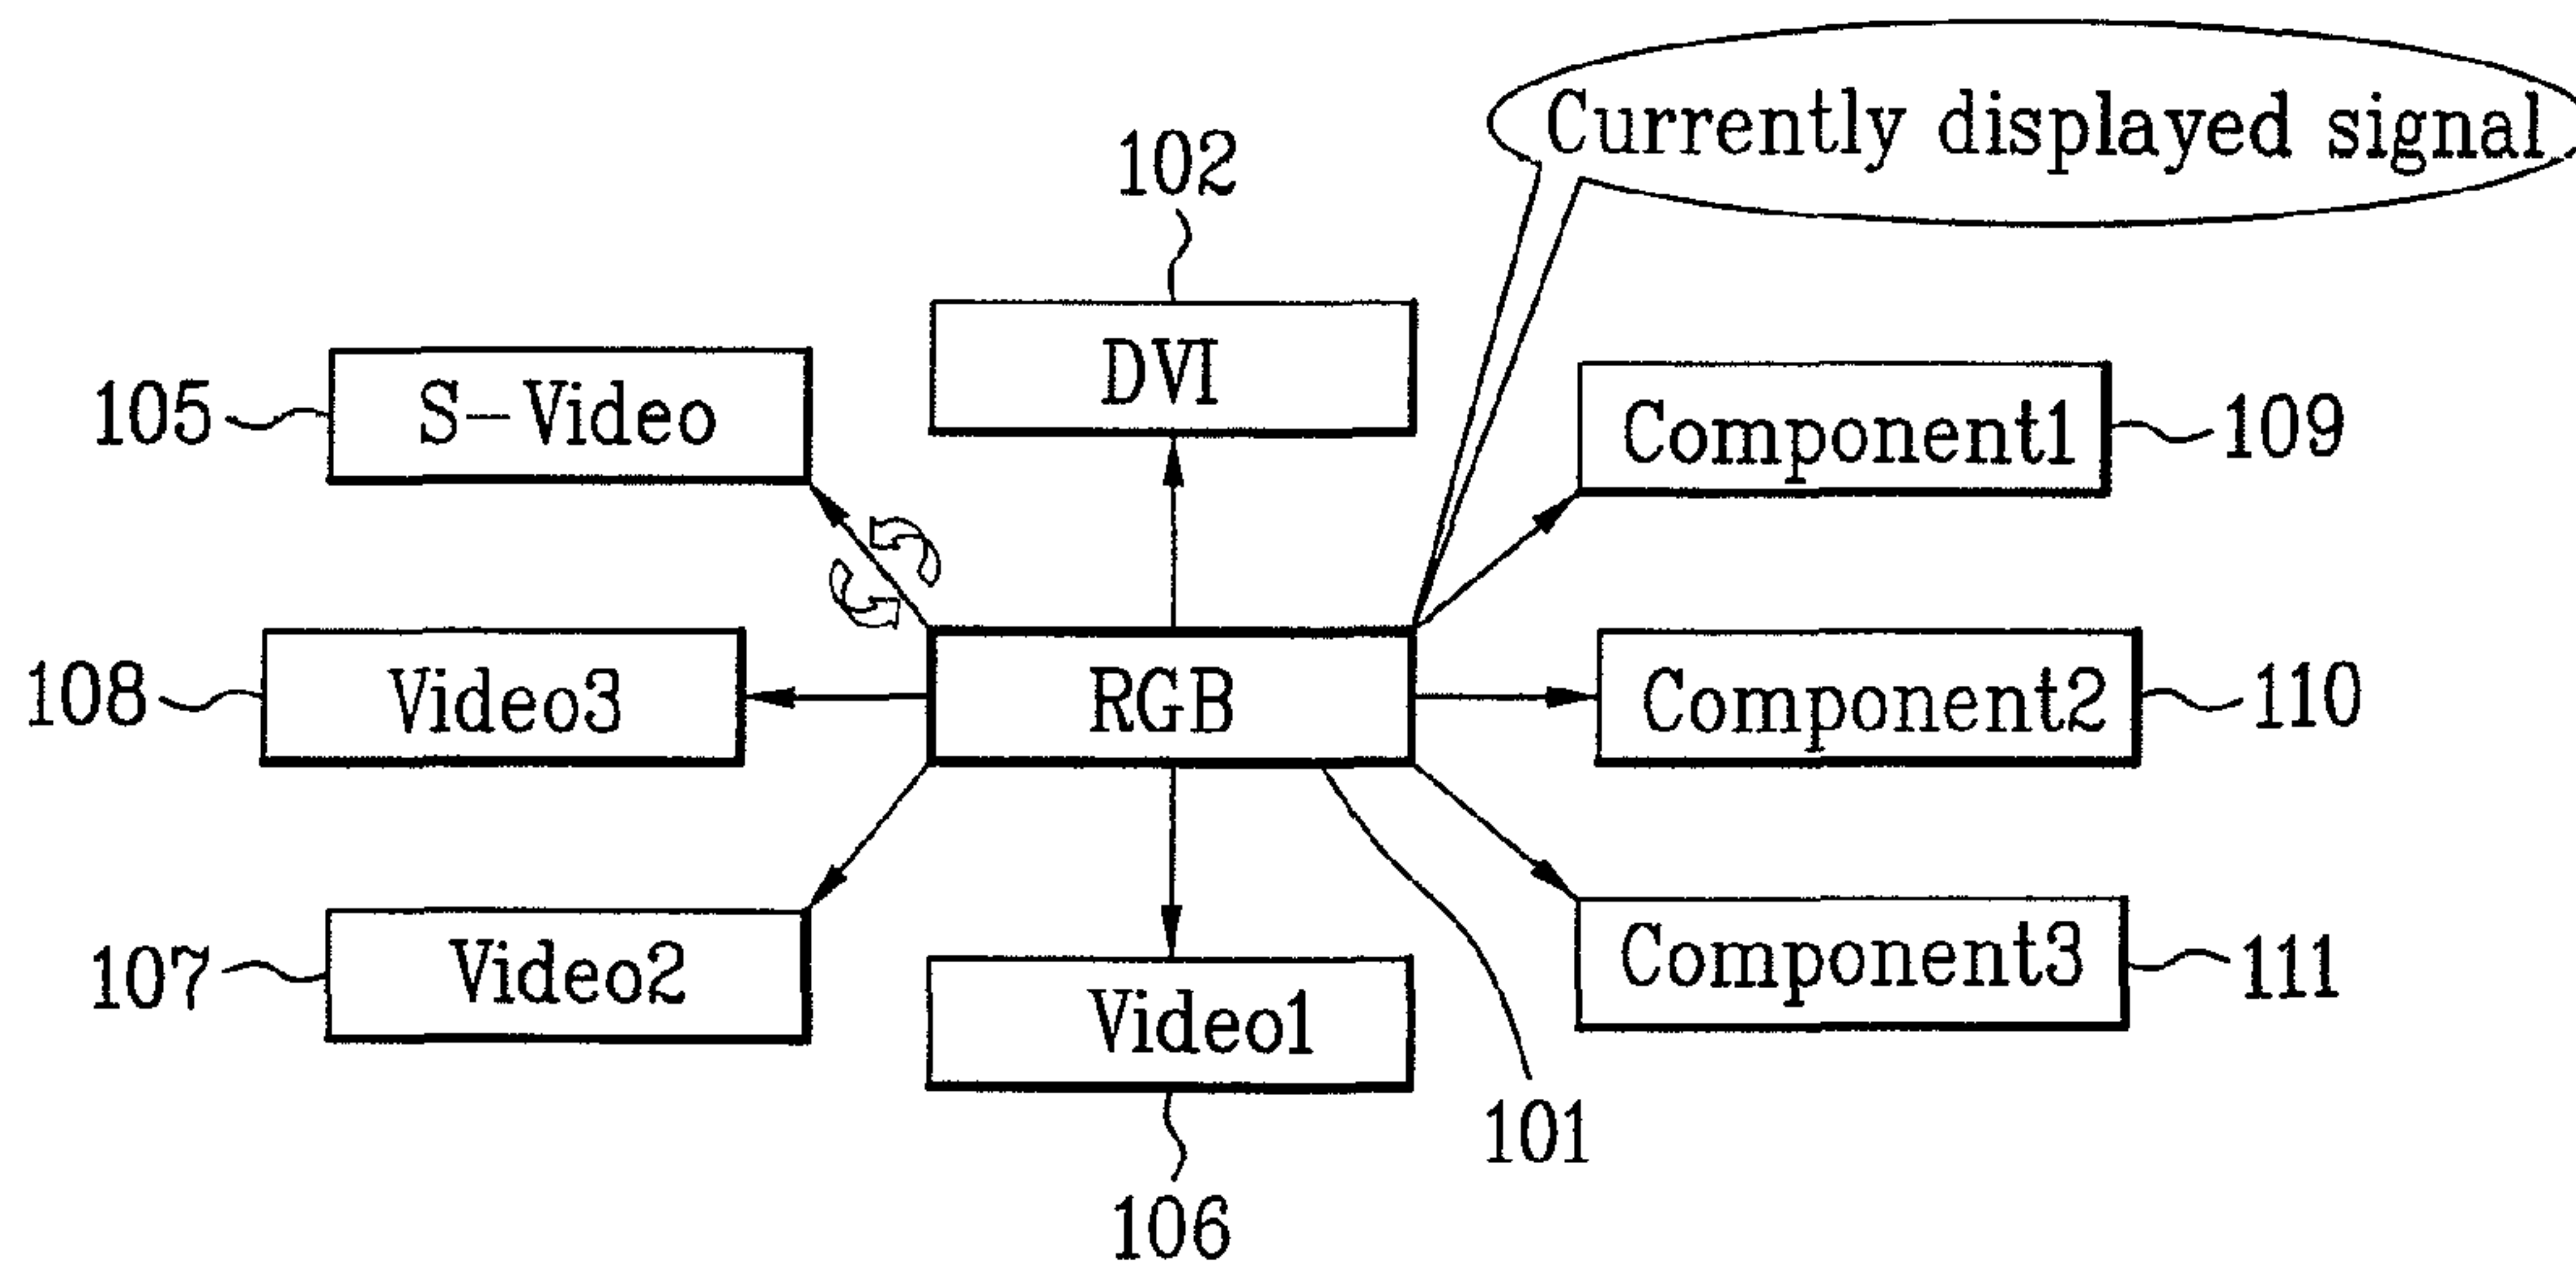 Currently displayed signal
102
DVI
105
S-Video
Component1
109
108
Video3
RGB
Component2
110
107
Video2
Video1
Component3
111
101
106